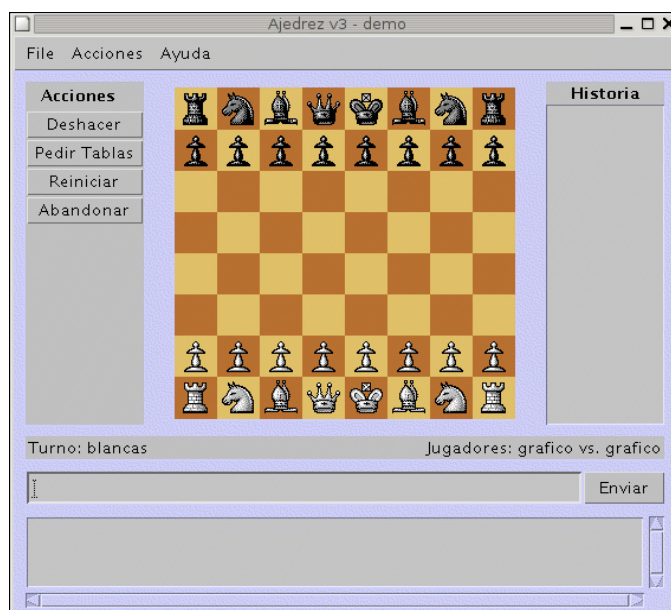 Ajedrez v3 - demo
File Acciones Ayuda
Acciones
Deshacer
Pedir Tablas
Reiniciar
Abandonar
Historia
Turno: blancas
Jugadores: grafico vs. grafico
Enviar